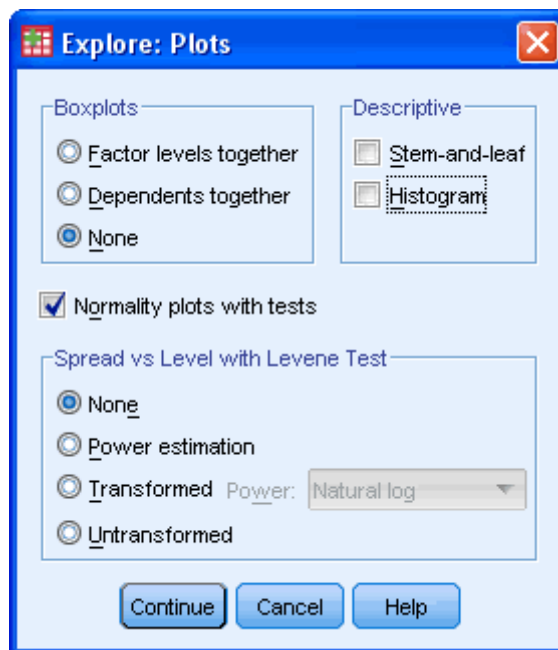 Explore: Plots
Boxplots
Factor levels together
Dependents together
None
Descriptive
Stem-and-leaf
Histogram
Normality plots with tests
Spread vs Level with Levene Test
None
Power estimation
Transformed Power: Natural log
Untransformed
Continue Cancel Help